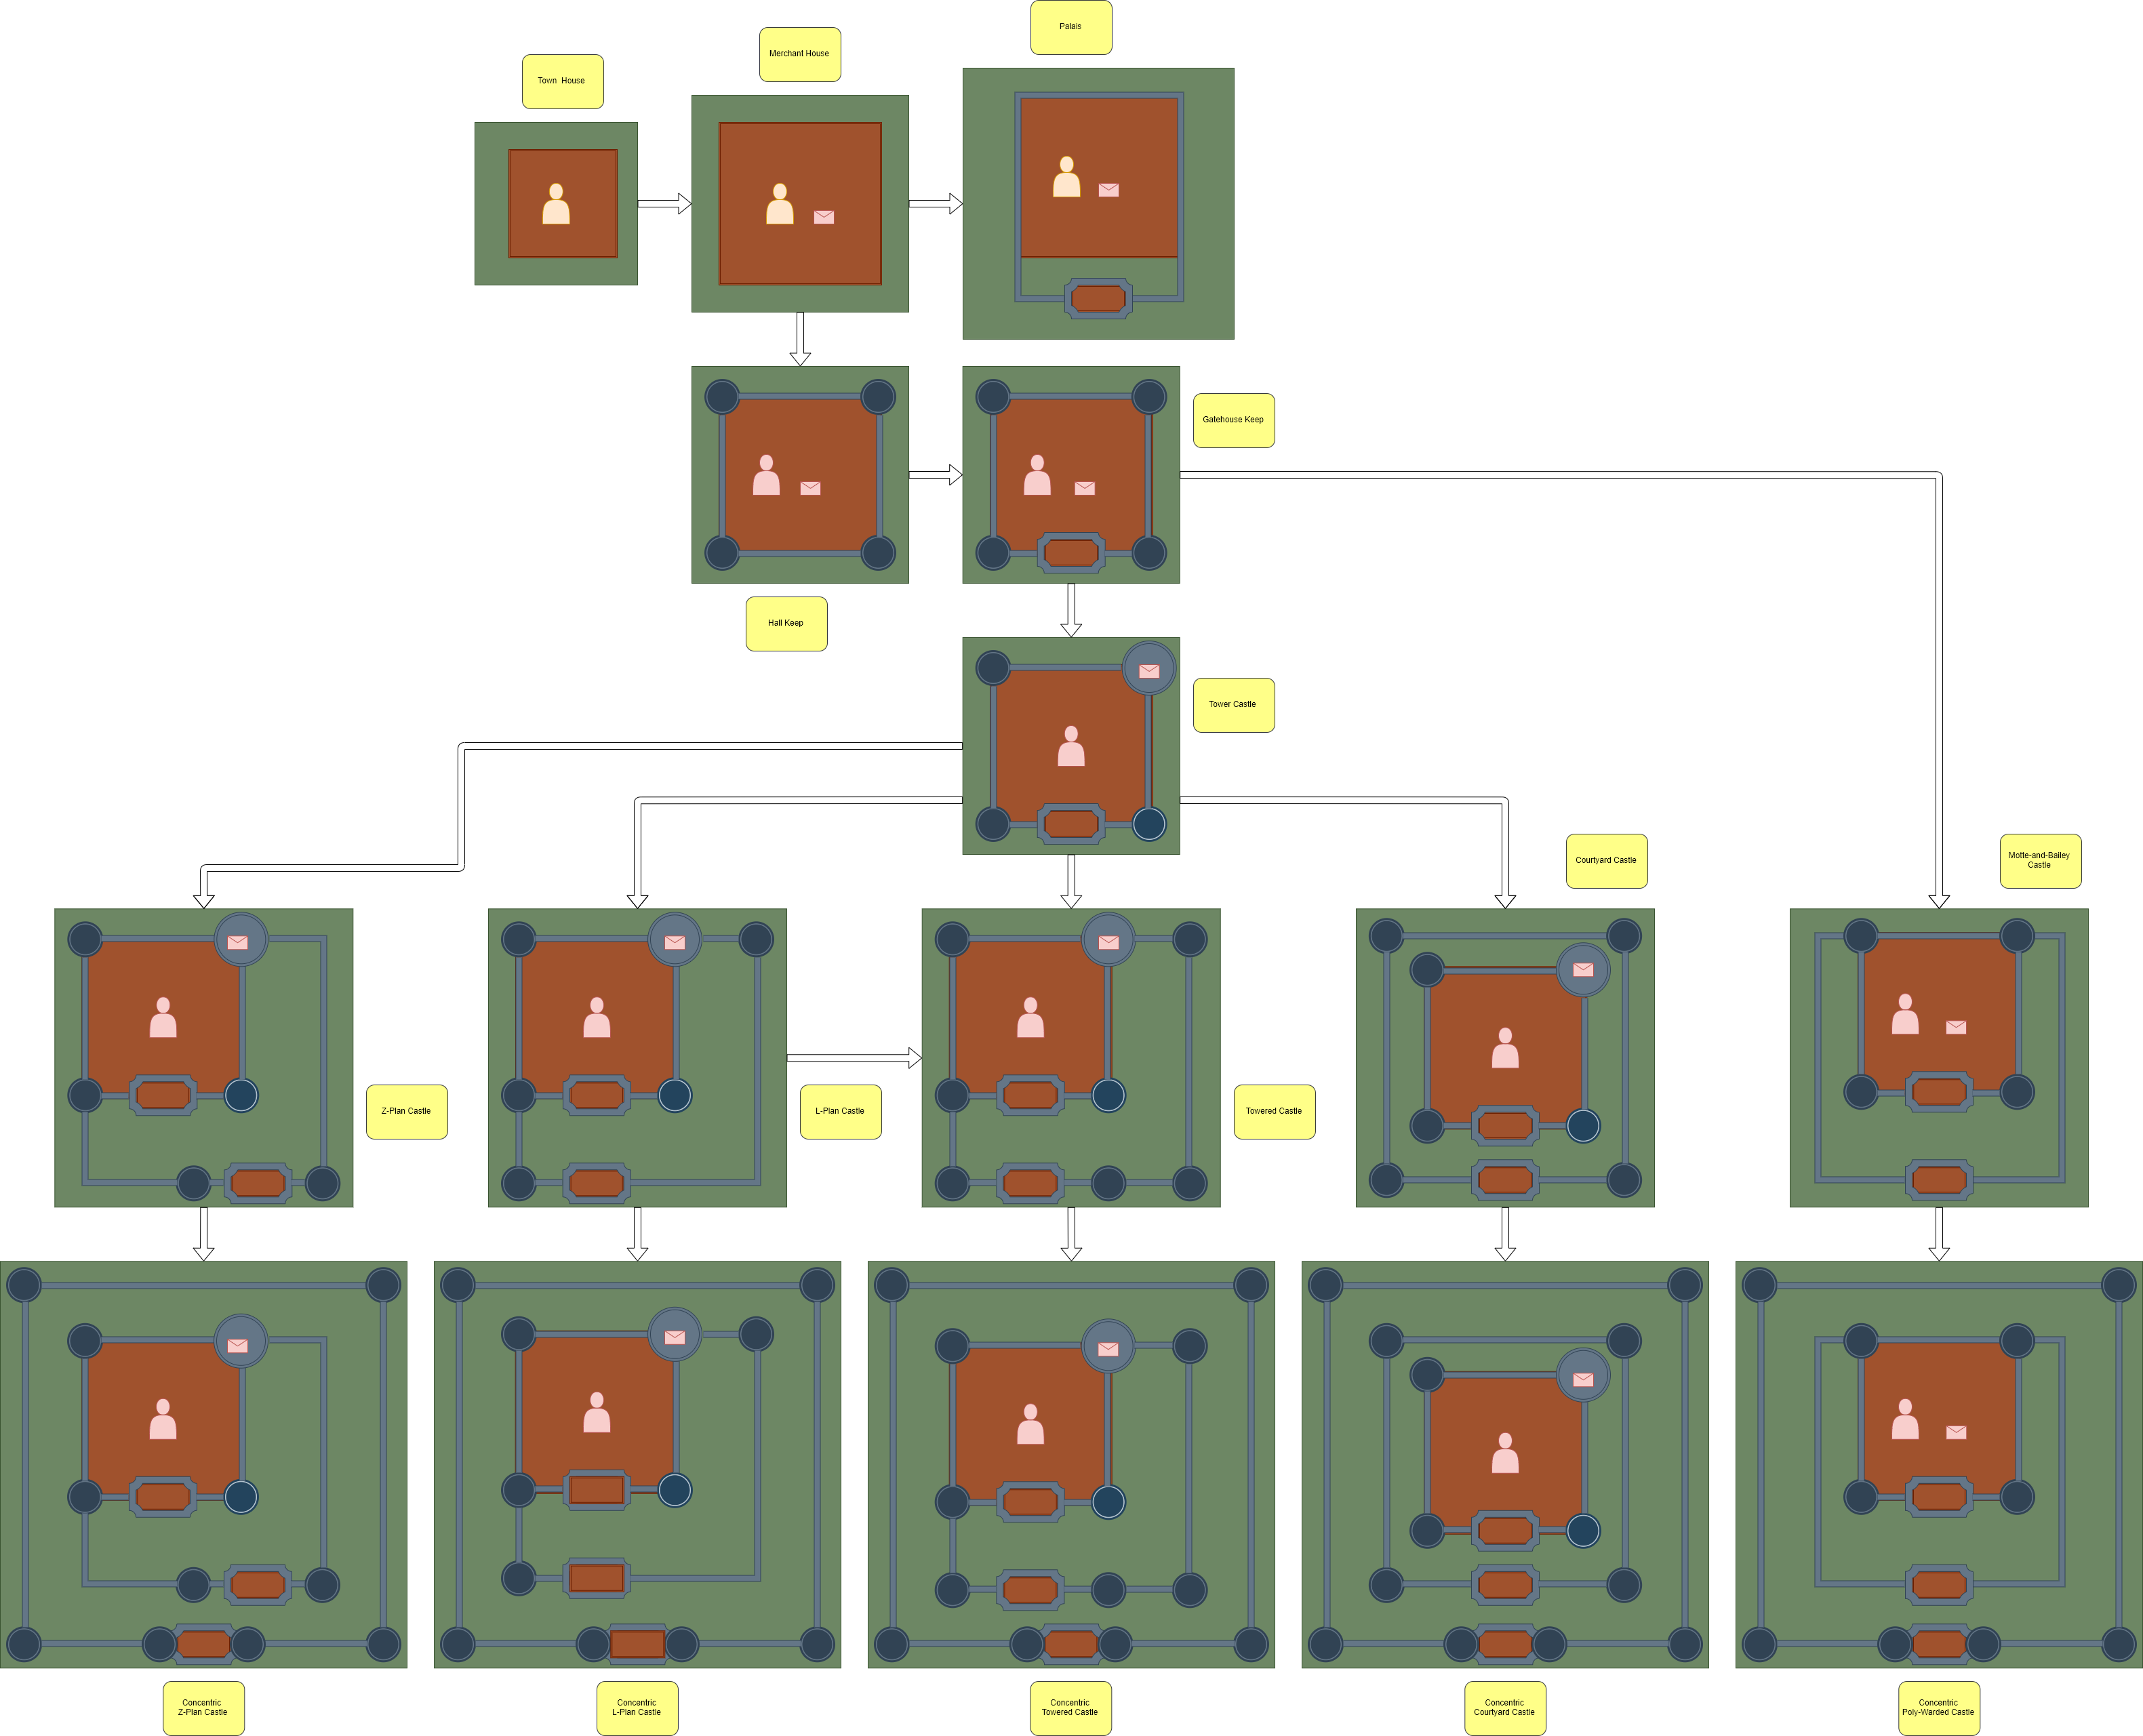 Palais
Merchant House
Town  House
Gatehouse Keep
Hall Keep
Tower Castle
Courtyard Castle
Motte-and-Bailey
Castle
Z-Plan Castle
L-Plan Castle
Towered Castle
Concentric
Z-Plan Castle
Concentric
L-Plan Castle
Concentric
Towered Castle
Concentric
Courtyard Castle
Concentric
Poly-Warded Castle